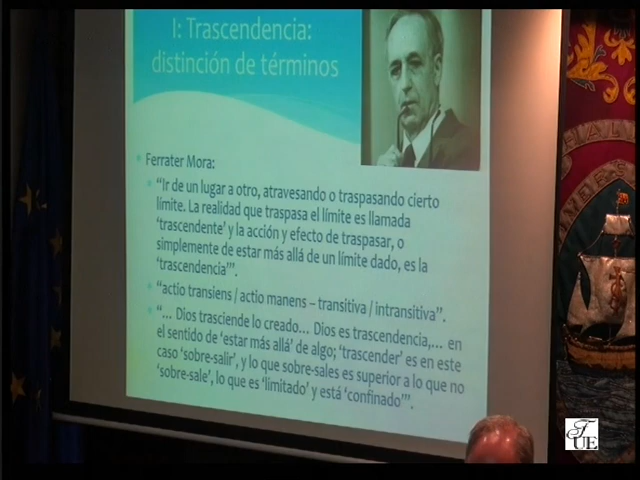 I: Trascendencia:
distinción de términos
Ferrater Mora:
"Ir de un lugar a otro, atravesando o traspasando cierto
límite. La realidad que traspasa el límite es llamada
'trascendente' y la acción y efecto de traspasar, o
simplemente de estar más allá de un límite dado, es la
'trascendencia'".
"actio transiens / actio manens – transitiva / intransitiva".
"... Dios trasciende lo creado... Dios es trascendencia,... en
el sentido de 'estar más allá' de algo; 'trascender' es en este
caso 'sobre-salir', y lo que sobre-sales es superior a lo que no
'sobre-sale', lo que es 'limitado' y está 'confinado'".
F
UE